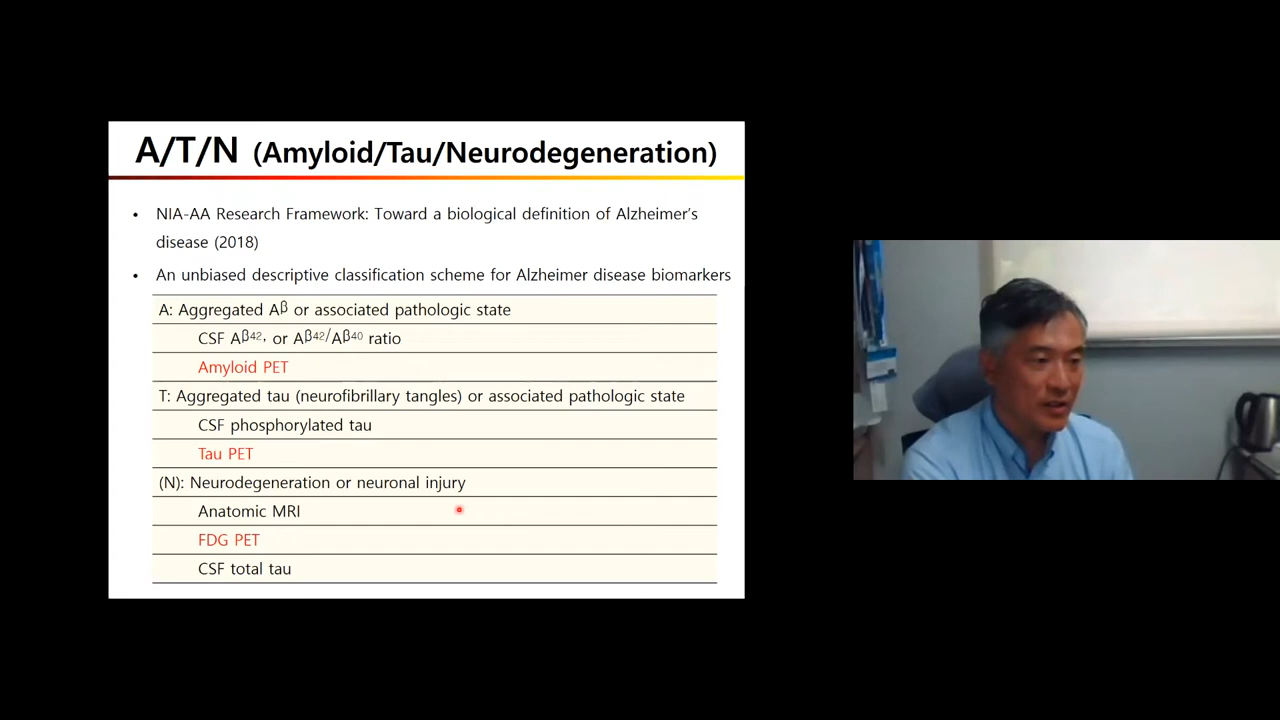 A/T/N (Amyloid/Tau/Neurodegeneration)
• NIA-AA Research Framework: Toward a biological definition of Alzheimer’s
disease (2018)
• An unbiased descriptive classification scheme for Alzheimer disease biomarkers
A: Aggregated Aβ or associated pathologic state
CSF Aβ42, or Aβ42/Aβ40 ratio
Amyloid PET
T: Aggregated tau (neurofibrillary tangles) or associated pathologic state
CSF phosphorylated tau
Tau PET
(N): Neurodegeneration or neuronal injury
Anatomic MRI
FDG PET
CSF total tau